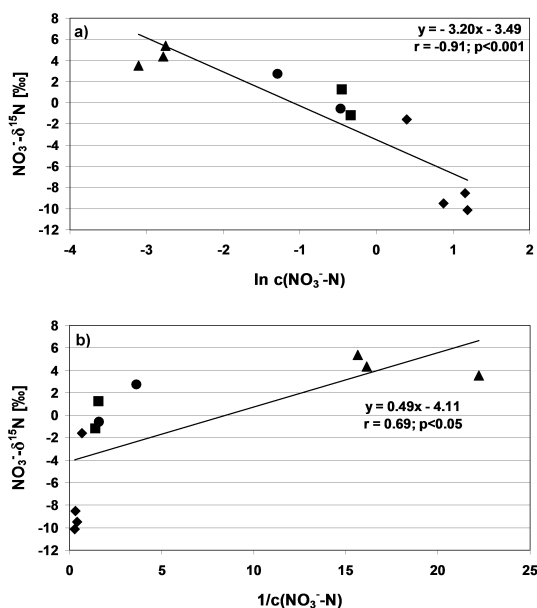 a)
y = - 3.20x - 3.49
r = -0.91; p<0.001
NO₃⁻-δ¹⁵N [‰]
8
6
4
2
0
-2
-4
-6
-8
-10
-12
-4 -3 -2 -1 0 1 2
ln c(NO₃⁻-N)
b)
y = 0.49x - 4.11
r = 0.69; p<0.05
NO₃⁻-δ¹⁵N [‰]
8
6
4
2
0
-2
-4
-6
-8
-10
-12
0 5 10 15 20 25
1/c(NO₃⁻-N)